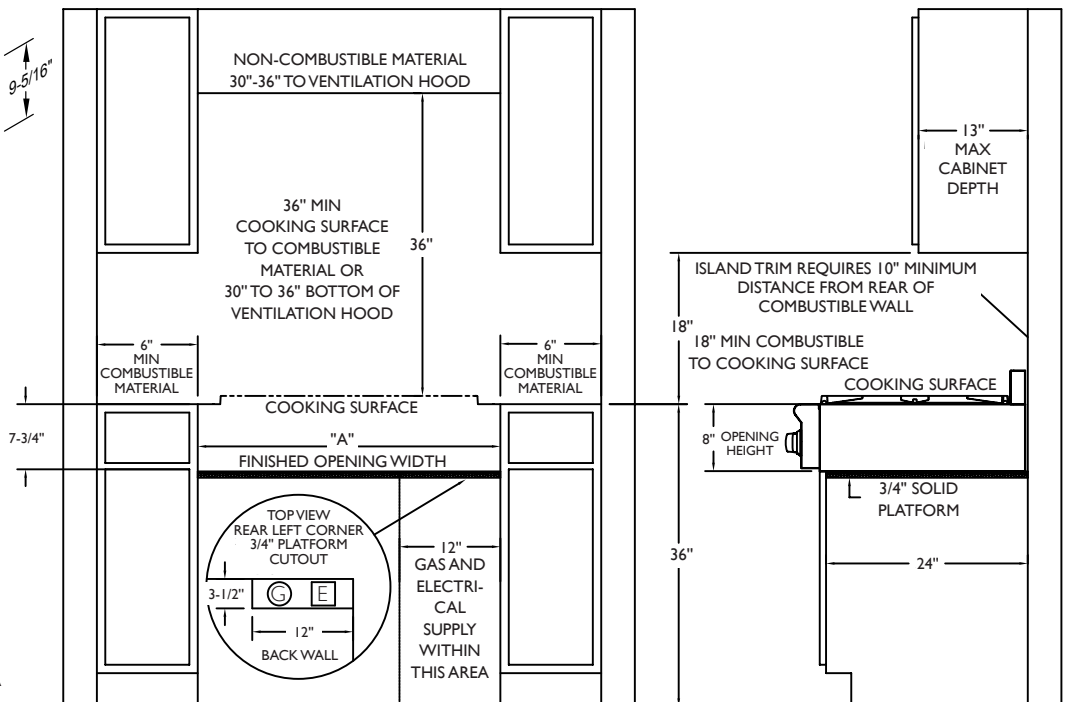 9-5/16"
NON-COMBUSTIBLE MATERIAL
30"-36" TO VENTILATION HOOD
36" MIN
COOKING SURFACE
TO COMBUSTIBLE
MATERIAL OR
30" TO 36" BOTTOM OF
VENTILATION HOOD
36"
6"
MIN
COMBUSTIBLE
MATERIAL
6"
MIN
COMBUSTIBLE
MATERIAL
COOKING SURFACE
7-3/4"
"A"
FINISHED OPENING WIDTH
TOP VIEW
REAR LEFT CORNER
3/4" PLATFORM
CUTOUT
3-1/2"
G E
12"
BACK WALL
12"
GAS AND
ELECTRI-
CAL
SUPPLY
WITHIN
THIS AREA
13"
MAX
CABINET
DEPTH
ISLAND TRIM REQUIRES 10" MINIMUM
DISTANCE FROM REAR OF
COMBUSTIBLE WALL
18"
18" MIN COMBUSTIBLE
TO COOKING SURFACE
COOKING SURFACE
8" OPENING
HEIGHT
3/4" SOLID
PLATFORM
36"
24"